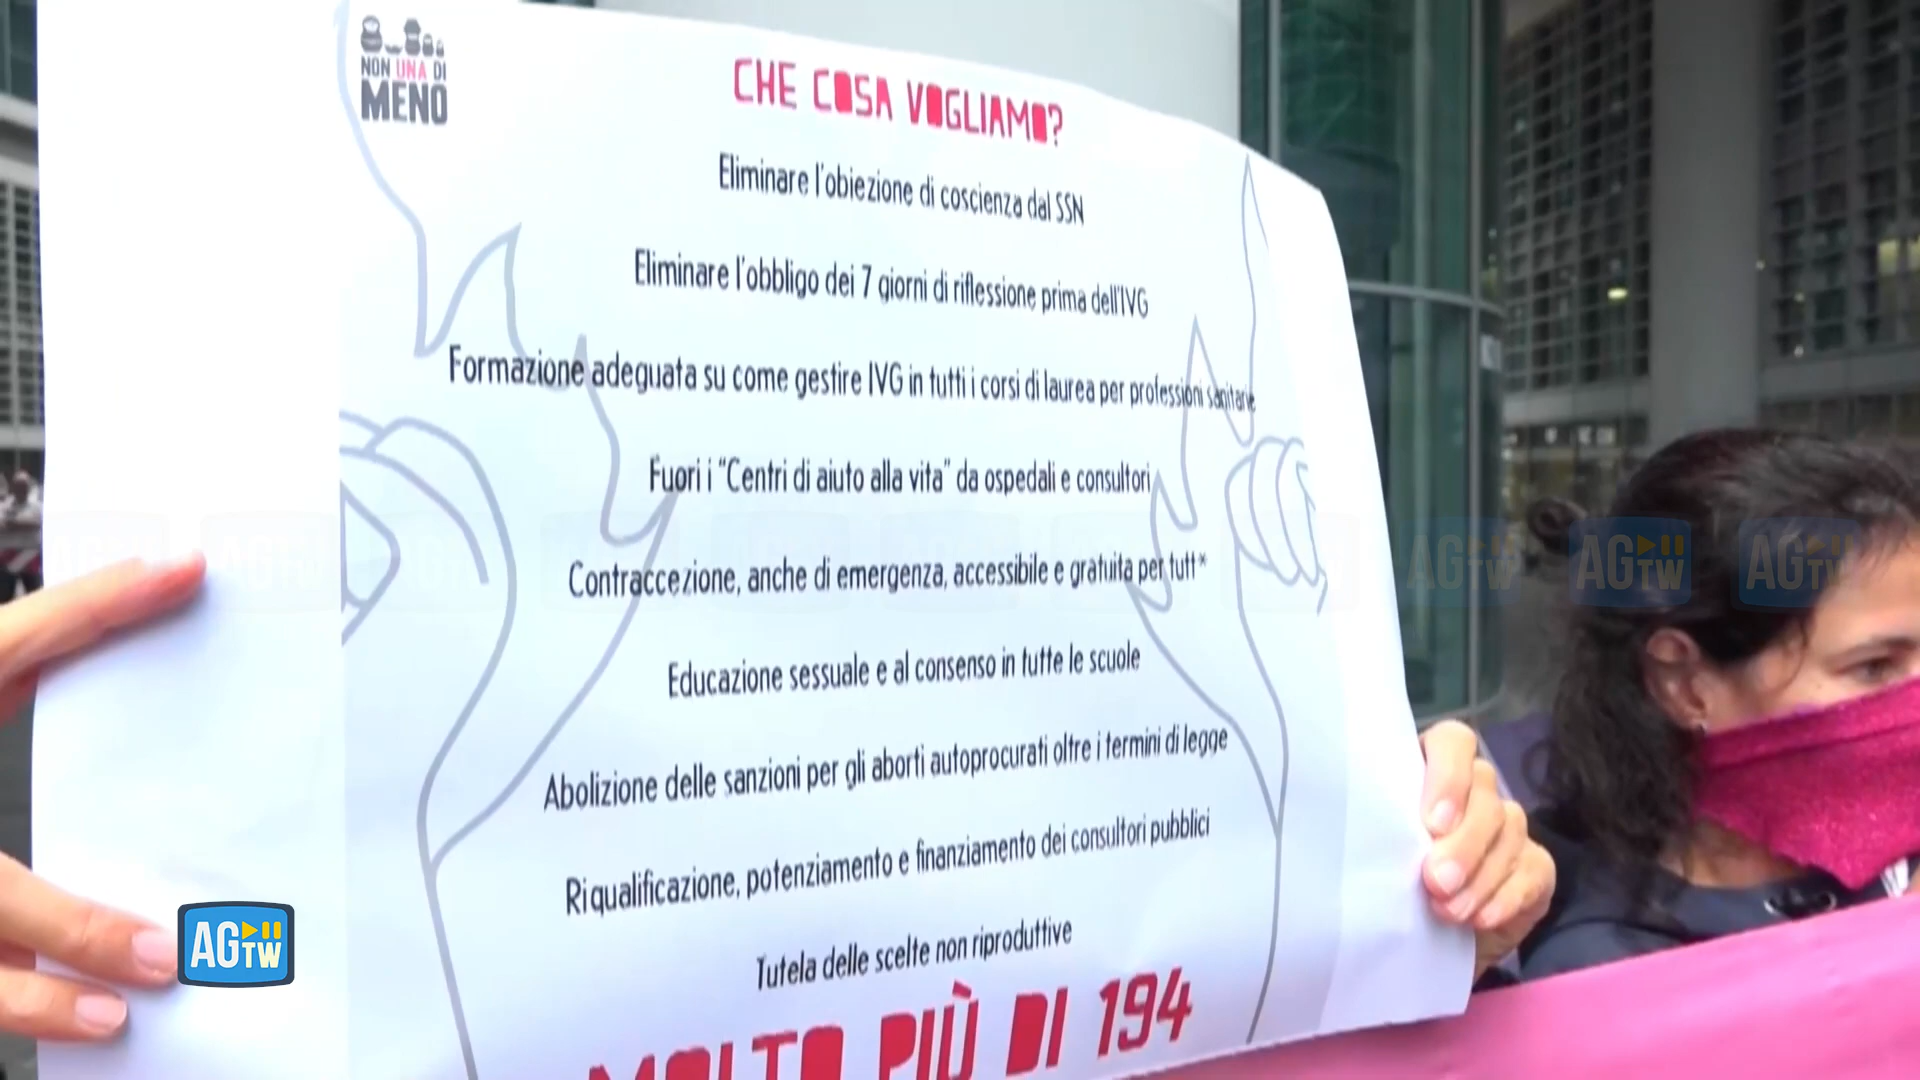 NON UNA DI
MENO
CHE COSA VOGLIAMO?
Eliminare l'obiezione di coscienza dal SSN
Eliminare l'obbligo dei 7 giorni di riflessione prima dell'IVG
Formazione adeguata su come gestire IVG in tutti i corsi di laurea per professioni sanitarie
Fuori i "Centri di aiuto alla vita" da ospedali e consultori
Contraccezione, anche di emergenza, accessibile e gratuita per tutt*
Educazione sessuale e al consenso in tutte le scuole
Abolizione delle sanzioni per gli aborti autoprocurati oltre i termini di legge
Riqualificazione, potenziamento e finanziamento dei consultori pubblici
Tutela delle scelte non riproduttive
MOLTO PIÙ DI 194
AGTW
AGTW
AGTW
AGTW